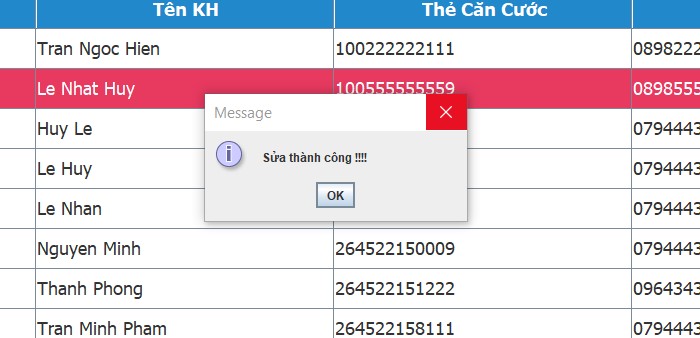 Tên KH Thẻ Căn Cước
Tran Ngoc Hien 100222222111 0898222
Le Nhat Huy 100555555559 0898555
Message
Huy Le 0794443
Sửa thành công !!!!
Le Huy 0794443
OK
Le Nhan 0794443
Nguyen Minh 264522150009 0794443
Thanh Phong 264522151222 0964343
Tran Minh Pham 264522158111 0794443